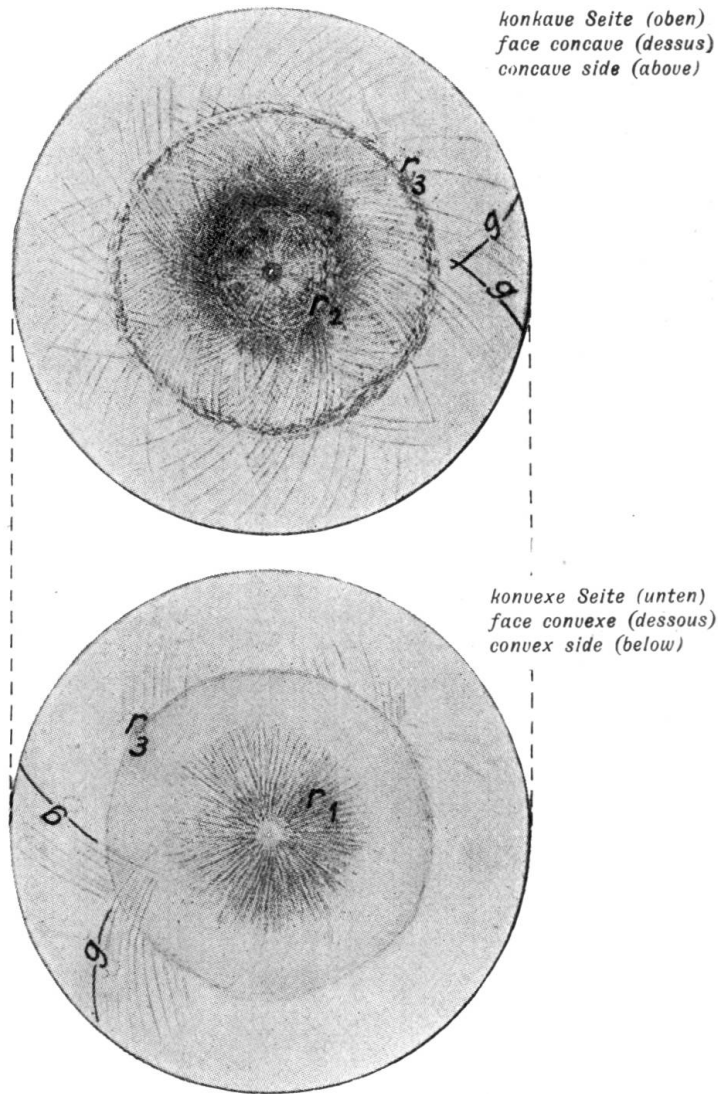 konkave Seite (oben)
face concave (dessus)
concave side (above)
r3
g
g
r2
konvexe Seite (unten)
face convexe (dessous)
convex side (below)
r3
r1
g
g